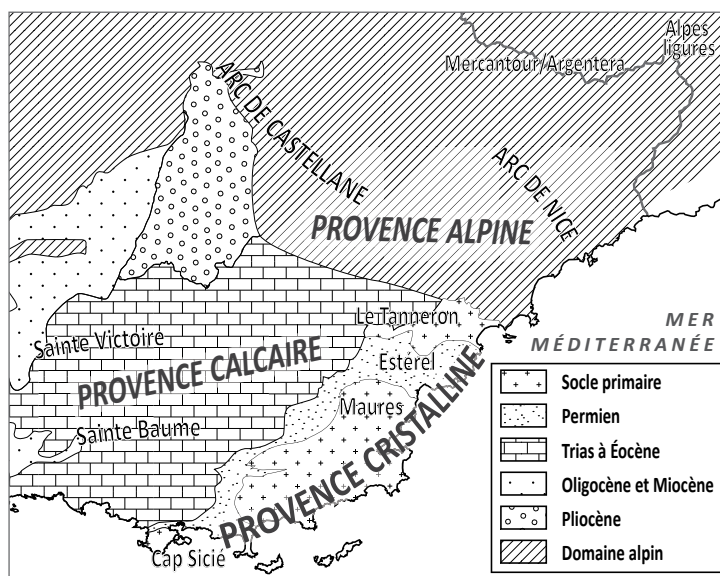 Alpes
ligures
Mercantour/Argentera
ARC DE CASTELLANE
ARC DE NICE
PROVENCE ALPINE
Le Tanneron
MER
MÉDITERRANÉE
Sainte Victoire
PROVENCE CALCAIRE
Estérel
Maures
Sainte Baume
PROVENCE CRISTALLINE
Cap Sicié
Socle primaire
Permien
Trias à Éocène
Oligocène et Miocène
Pliocène
Domaine alpin